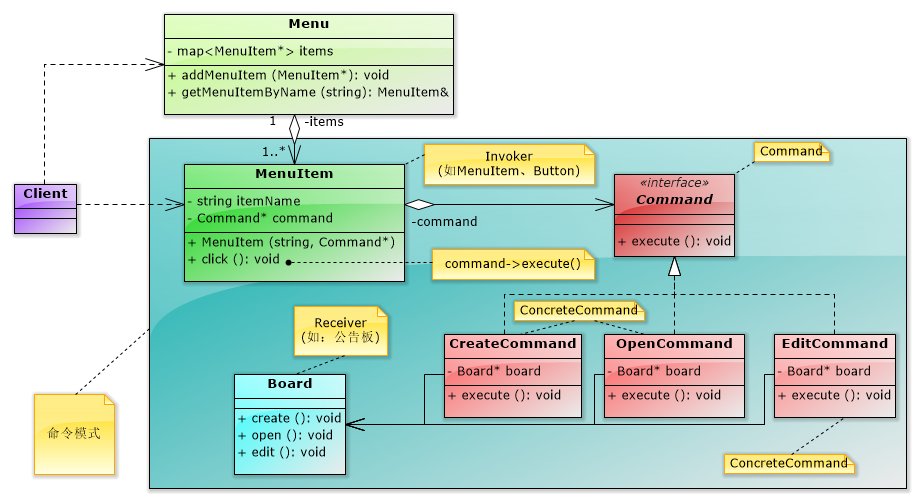 Menu
- map<MenuItem*> items
+ addMenuItem (MenuItem*): void
+ getMenuItemByName (string): MenuItem&
1
-items
1..*
Client
MenuItem
- string itemName
- Command* command
+ MenuItem (string, Command*)
+ click (): void
Invoker
(如MenuItem、Button)
Command
-command
«interface»
Command
+ execute (): void
command->execute()
ConcreteCommand
Receiver
(如：公告板)
CreateCommand
- Board* board
+ execute (): void
OpenCommand
- Board* board
+ execute (): void
EditCommand
- Board* board
+ execute (): void
Board
+ create (): void
+ open (): void
+ edit (): void
命令模式
ConcreteCommand